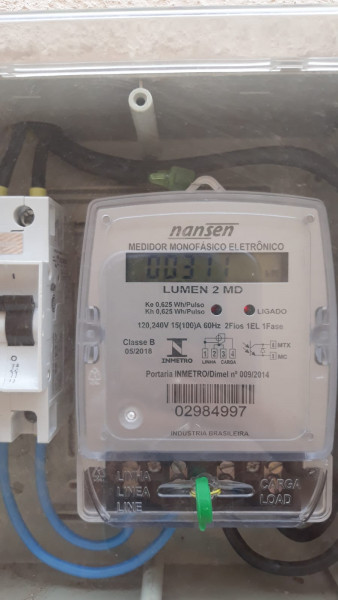 nansen
MEDIDOR MONOFÁSICO ELETRÔNICO
00311
LUMEN 2 MD
Ke 0,625 Wh/Pulso
Kh 0,625 Wh/Pulso
LIGADO
120,240V 15(100)A 60Hz 2Fios 1EL 1Fase
Classe B
05/2018
INMETRO
LINHA CARGA
MTX
MC
Portaria INMETRO/Dimel nº 009/2014
02984997
INDÚSTRIA BRASILEIRA
LINHA
LINEA
LINE
CARGA
LOAD